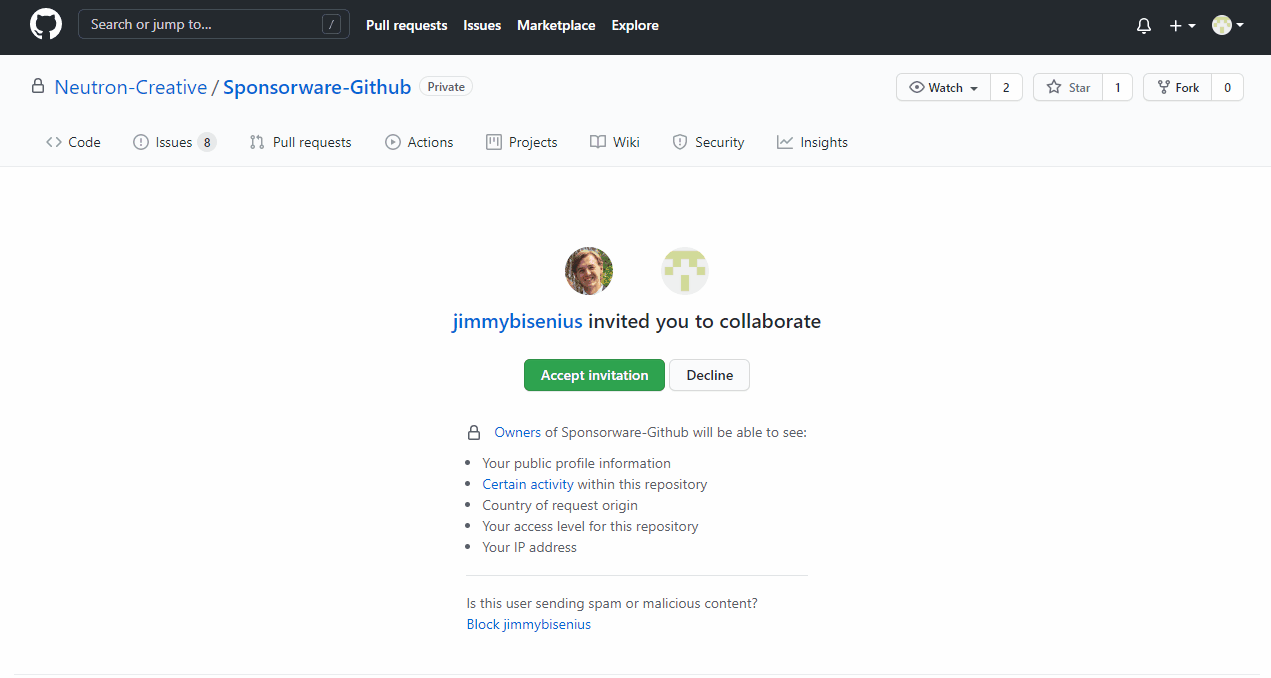 Search or jump to... / Pull requests Issues Marketplace Explore
Neutron-Creative / Sponsorware-Github Private Watch 2 Star 1 Fork 0
Code Issues 8 Pull requests Actions Projects Wiki Security Insights
jimmybisenius invited you to collaborate
Accept invitation Decline
Owners of Sponsorware-Github will be able to see:
• Your public profile information
• Certain activity within this repository
• Country of request origin
• Your access level for this repository
• Your IP address
Is this user sending spam or malicious content?
Block jimmybisenius